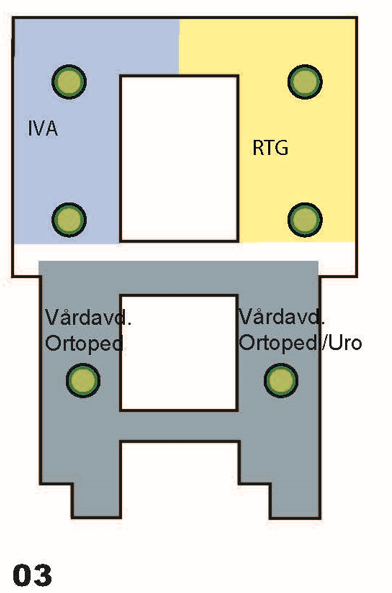 IVA
RTG
Vårdavd.
Ortoped
Vårdavd.
Ortoped./Uro
03